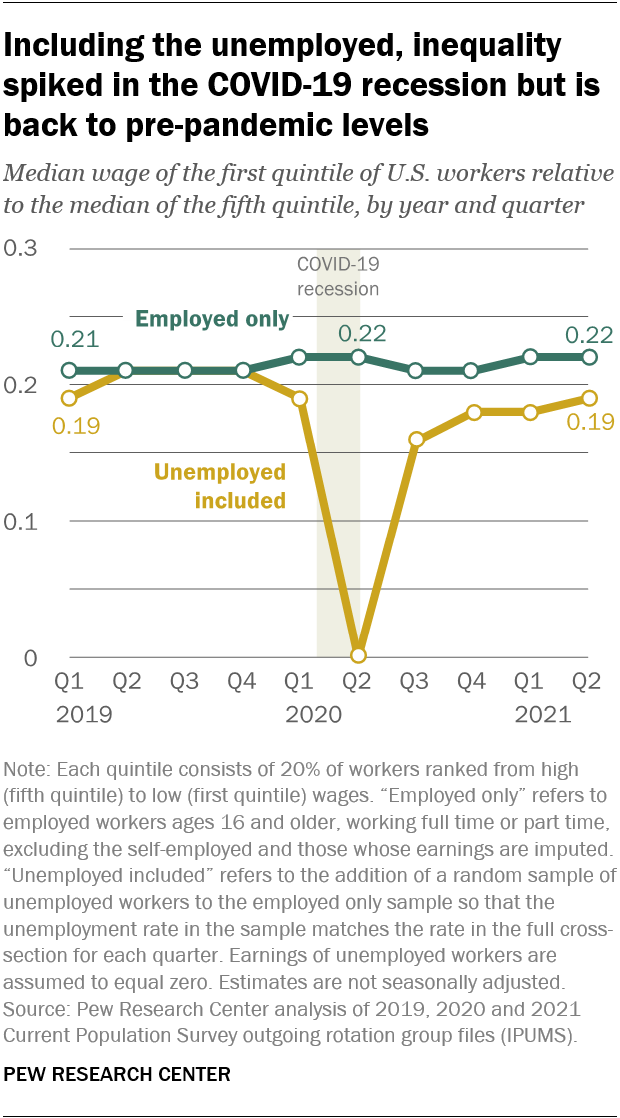 Including the unemployed, inequality
spiked in the COVID-19 recession but is
back to pre-pandemic levels
Median wage of the first quintile of U.S. workers relative
to the median of the fifth quintile, by year and quarter
0.3
COVID-19
recession
Employed only
0.21
0.22
0.22
0.2
0.19
0.19
Unemployed
included
0.1
0
Q1 Q2 Q3 Q4 Q1 Q2 Q3 Q4 Q1 Q2
2019 2020 2021
Note: Each quintile consists of 20% of workers ranked from high
(fifth quintile) to low (first quintile) wages. “Employed only” refers to
employed workers ages 16 and older, working full time or part time,
excluding the self-employed and those whose earnings are imputed.
“Unemployed included” refers to the addition of a random sample of
unemployed workers to the employed only sample so that the
unemployment rate in the sample matches the rate in the full cross-
section for each quarter. Earnings of unemployed workers are
assumed to equal zero. Estimates are not seasonally adjusted.
Source: Pew Research Center analysis of 2019, 2020 and 2021
Current Population Survey outgoing rotation group files (IPUMS).
PEW RESEARCH CENTER